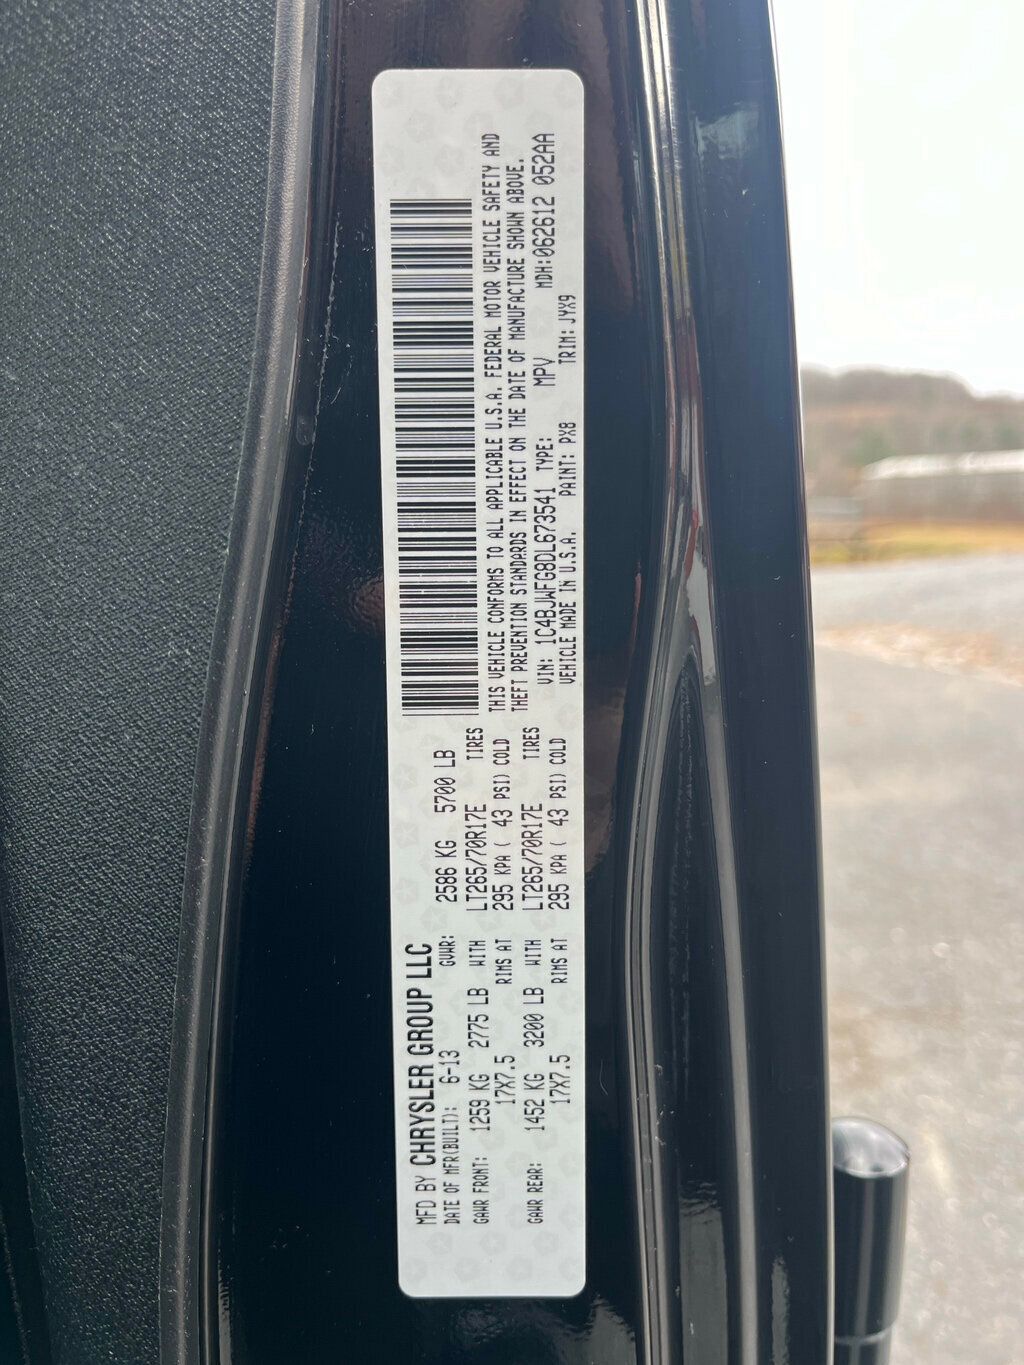 MFD BY CHRYSLER GROUP LLC
DATE OF MFR(BUILT): 6-13 GVWR: 2586 KG 5700 LB
GAWR FRONT: 1259 KG 2775 LB WITH LT265/70R17E TIRES
17X7.5 RIMS AT 295 KPA ( 43 PSI) COLD
GAWR REAR: 1452 KG 3200 LB WITH LT265/70R17E TIRES
17X7.5 RIMS AT 295 KPA ( 43 PSI) COLD
THIS VEHICLE CONFORMS TO ALL APPLICABLE U.S.A. FEDERAL MOTOR VEHICLE SAFETY AND
THEFT PREVENTION STANDARDS IN EFFECT ON THE DATE OF MANUFACTURE SHOWN ABOVE.
VIN: 1C4BJWFG8DL673541 TYPE: MPV MDH:062612 052AA
VEHICLE MADE IN U.S.A. PAINT: PX8 TRIM: JYX9